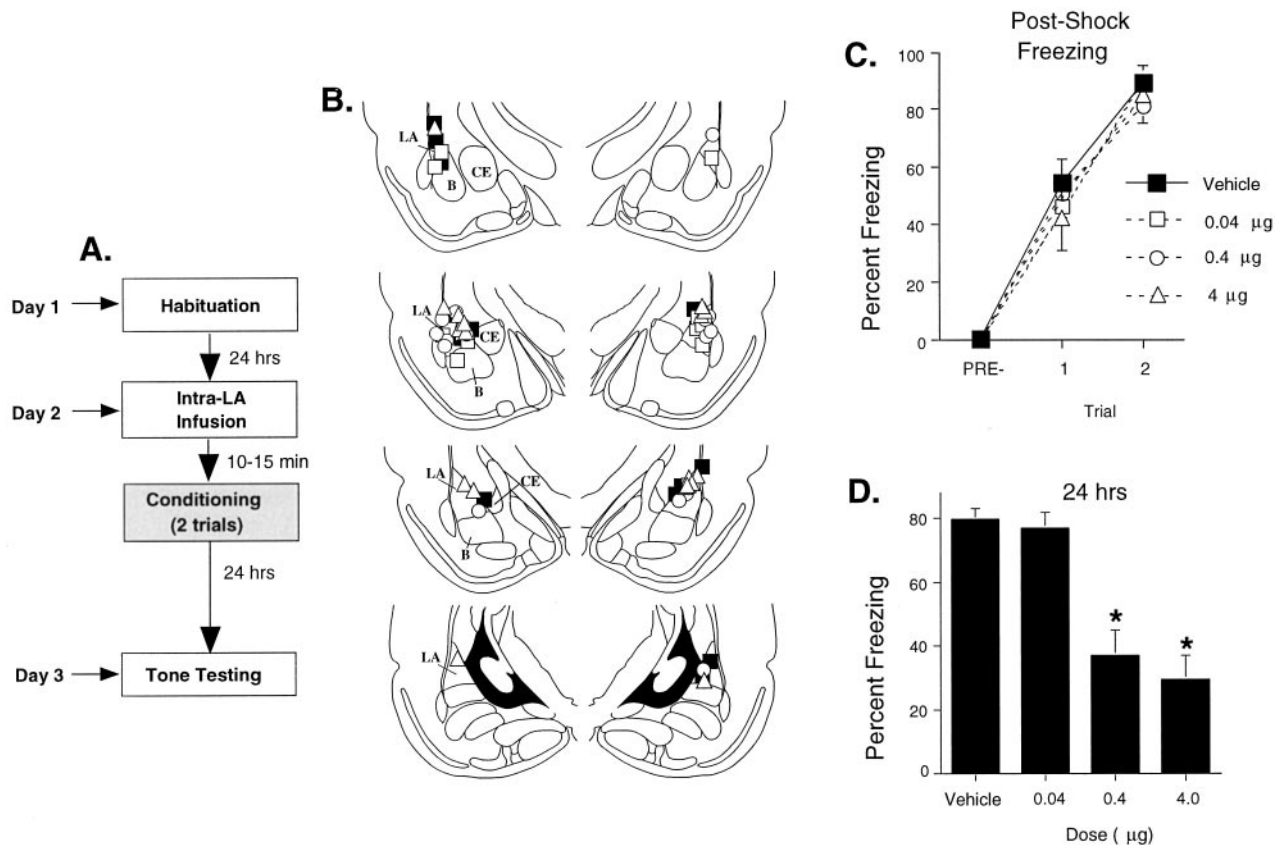 A.
Day 1
Habituation
24 hrs
Day 2
Intra-LA
Infusion
10-15 min
Conditioning
(2 trials)
24 hrs
Day 3
Tone Testing
B.
LA
B
CE
LA
CE
B
LA
CE
B
LA
C.
Post-Shock
Freezing
Percent Freezing
100
80
60
40
20
0
PRE-
1
2
Trial
Vehicle
0.04 μg
0.4 μg
4 μg
D.
24 hrs
Percent Freezing
80
60
40
20
0
*
*
Vehicle
0.04
0.4
4.0
Dose ( μg)